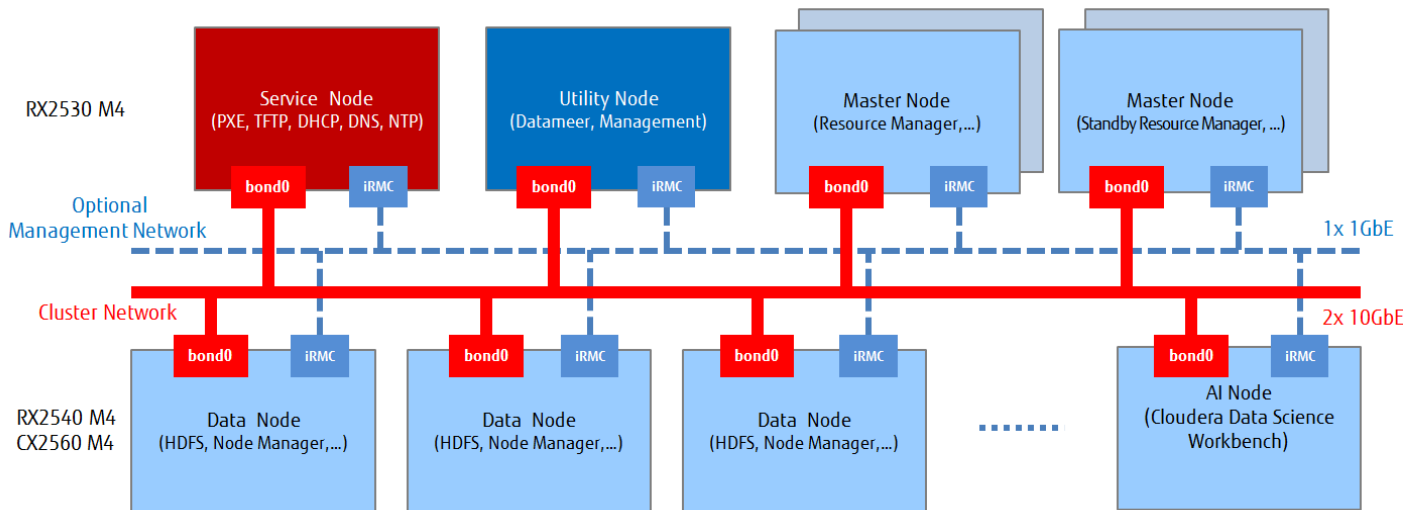 RX2530 M4
Service Node
(PXE, TFTP, DHCP, DNS, NTP)
Utility Node
(Datameer, Management)
Master Node
(Resource Manager,...)
Master Node
(Standby Resource Manager, ...)
bond0
iRMC
bond0
iRMC
bond0
iRMC
bond0
iRMC
Optional
Management Network
1x 1GbE
Cluster Network
2x 10GbE
bond0
iRMC
bond0
iRMC
bond0
iRMC
bond0
iRMC
RX2540 M4
CX2560 M4
Data Node
(HDFS, Node Manager,...)
Data Node
(HDFS, Node Manager,...)
Data Node
(HDFS, Node Manager,...)
AI Node
(Cloudera Data Science
Workbench)